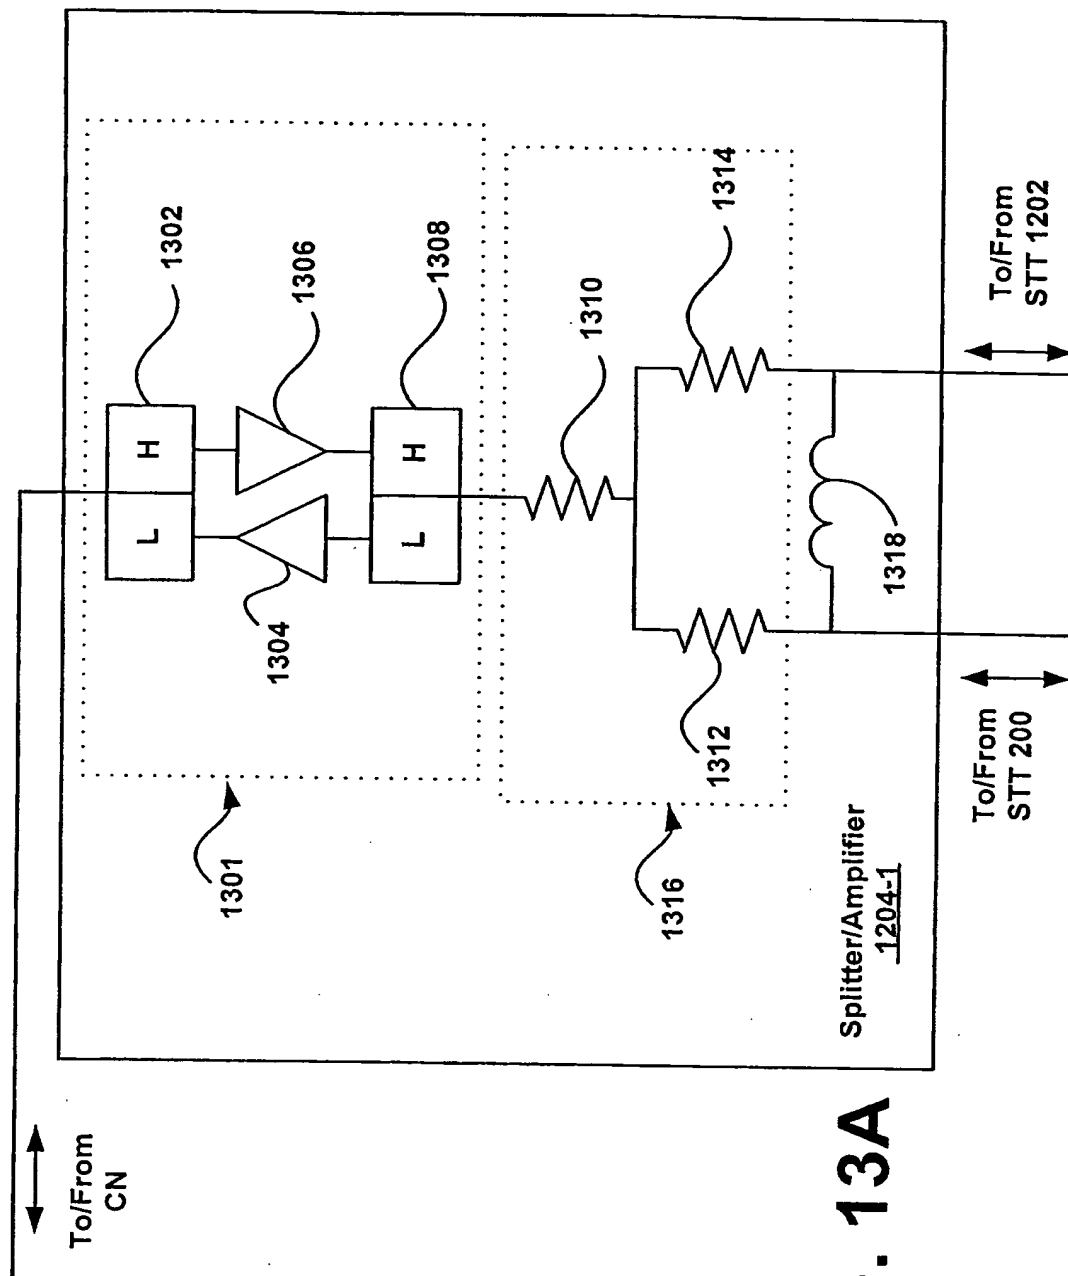 To/From
CN
1301
1302
L
H
1304
1306
L
H
1308
1310
1312
1314
1316
1318
Splitter/Amplifier
1204-1
To/From
STT 200
To/From
STT 1202
. 13A